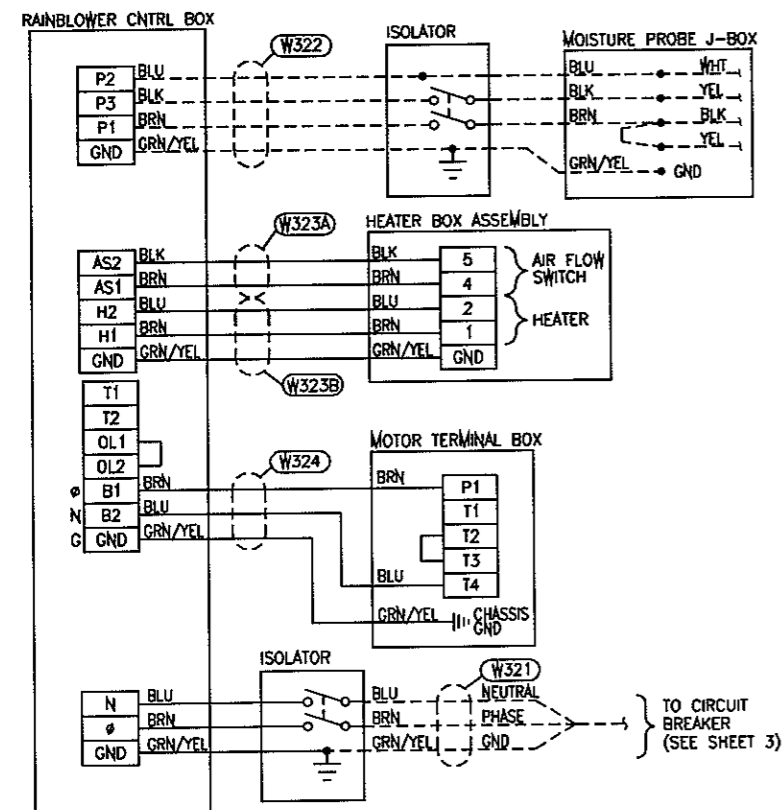 RAINBLOWER CNTRL BOX
W322
ISOLATOR
MOISTURE PROBE J-BOX
P2 BLU BLU WHT
P3 BLK BLK YEL
P1 BRN BRN BLK
YEL
GND GRN/YEL GRN/YEL GND
W323A
HEATER BOX ASSEMBLY
AS2 BLK BLK 5
AS1 BRN BRN 4
AIR FLOW
SWITCH
H2 BLU BLU 2
H1 BRN BRN 1
HEATER
GND GRN/YEL GRN/YEL GND
W323B
T1
T2
OL1
OL2
ø B1 BRN
N B2 BLU
G GND GRN/YEL
W324
MOTOR TERMINAL BOX
BRN P1
T1
T2
T3
BLU T4
GRN/YEL CHASSIS
GND
ISOLATOR
W321
N BLU BLU NEUTRAL
ø BRN BRN PHASE
GND GRN/YEL GRN/YEL GND
TO CIRCUIT
BREAKER
(SEE SHEET 3)